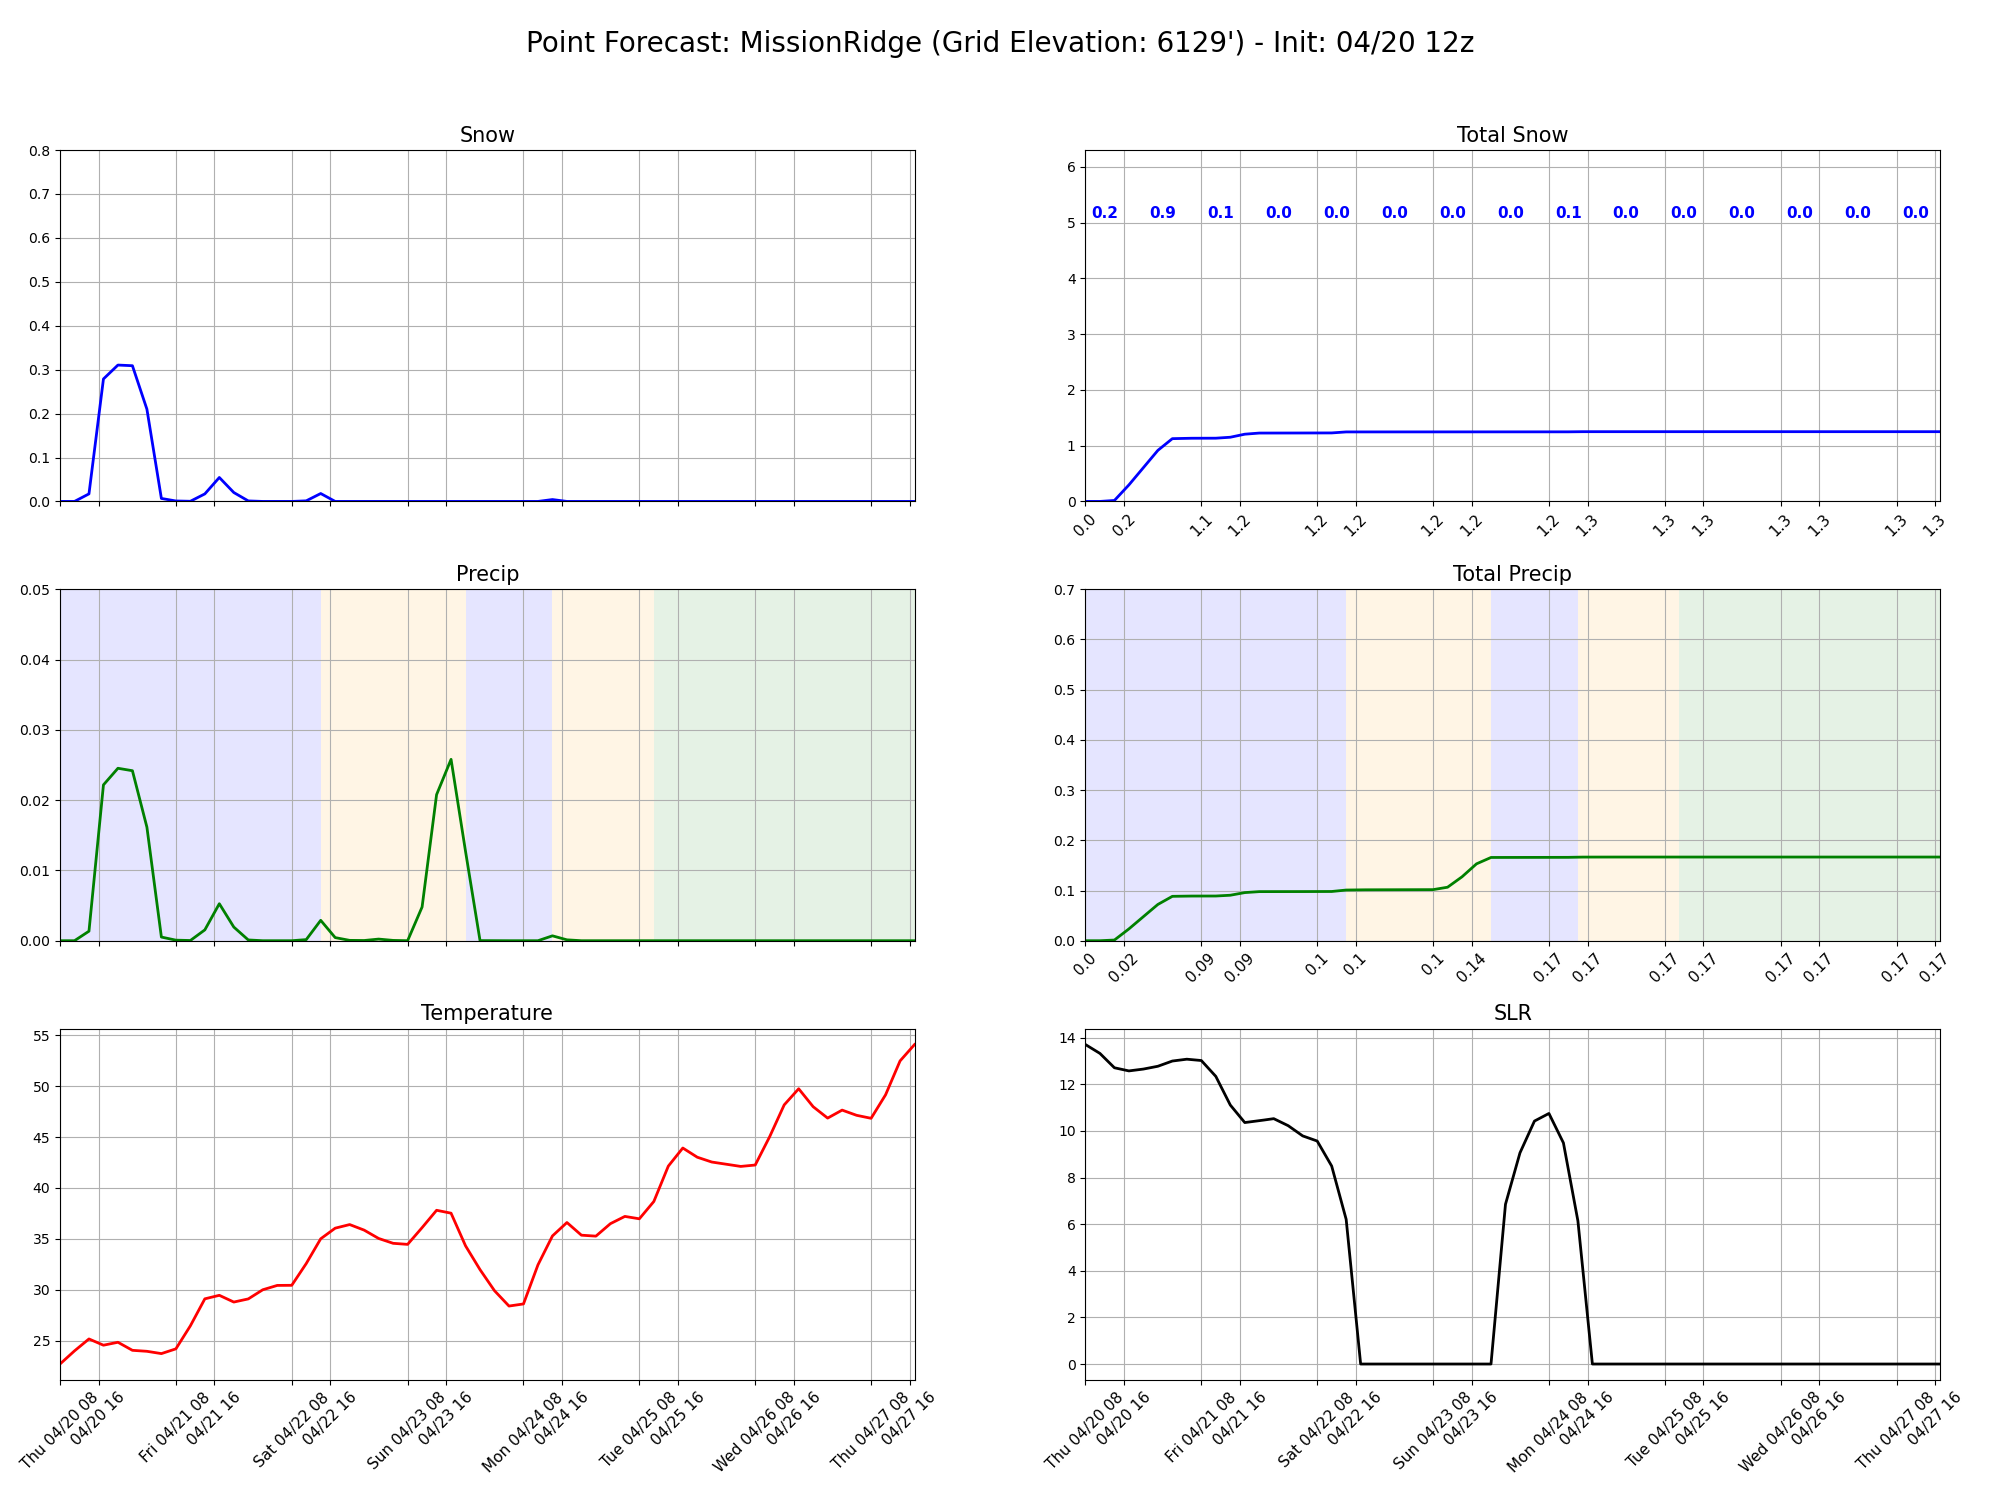 Point Forecast: MissionRidge (Grid Elevation: 6129') - Init: 04/20 12z
Snow
0.8
0.7
0.6
0.5
0.4
0.3
0.2
0.1
0.0
Total Snow
6
5
4
3
2
1
0
0.2 0.9 0.1 0.0 0.0 0.0 0.0 0.0 0.1 0.0 0.0 0.0 0.0 0.0 0.0
0.0 0.2 1.1 1.2 1.2 1.2 1.2 1.2 1.2 1.3 1.3 1.3 1.3 1.3 1.3 1.3
Precip
0.05
0.04
0.03
0.02
0.01
0.00
Total Precip
0.7
0.6
0.5
0.4
0.3
0.2
0.1
0.0
0.0 0.02 0.09 0.09 0.1 0.1 0.1 0.14 0.17 0.17 0.17 0.17 0.17 0.17 0.17 0.17
Temperature
55
50
45
40
35
30
25
Thu 04/20 08
04/20 16
Fri 04/21 08
04/21 16
Sat 04/22 08
04/22 16
Sun 04/23 08
04/23 16
Mon 04/24 08
04/24 16
Tue 04/25 08
04/25 16
Wed 04/26 08
04/26 16
Thu 04/27 08
04/27 16
SLR
14
12
10
8
6
4
2
0
Thu 04/20 08
04/20 16
Fri 04/21 08
04/21 16
Sat 04/22 08
04/22 16
Sun 04/23 08
04/23 16
Mon 04/24 08
04/24 16
Tue 04/25 08
04/25 16
Wed 04/26 08
04/26 16
Thu 04/27 08
04/27 16